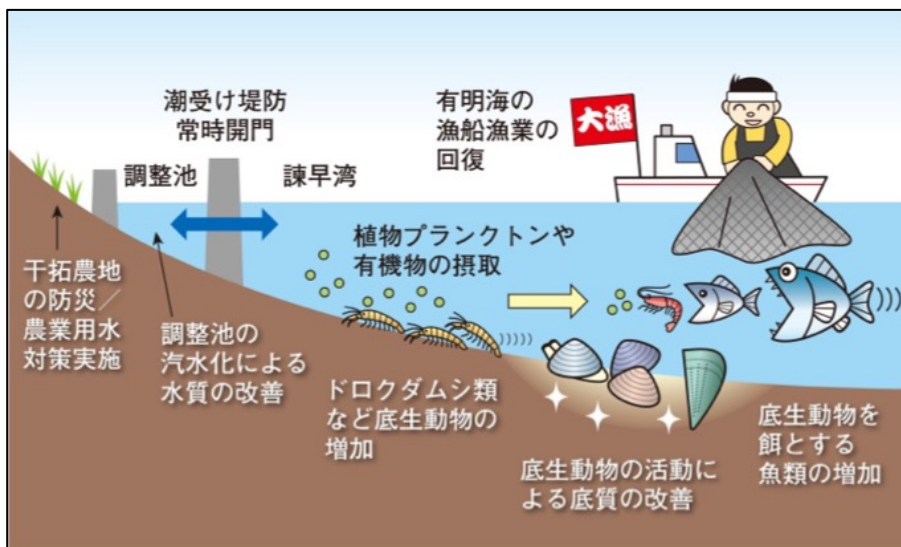 潮受け堤防
常時開門
調整池
諫早湾
有明海の
漁船漁業の
回復
大漁
植物プランクトンや
有機物の摂取
干拓農地
の防災／
農業用水
対策実施
調整池の
汽水化による
水質の改善
ドロクダムシ類
など底生動物の
増加
底生動物の活動に
よる底質の改善
底生動物を
餌とする
魚類の増加